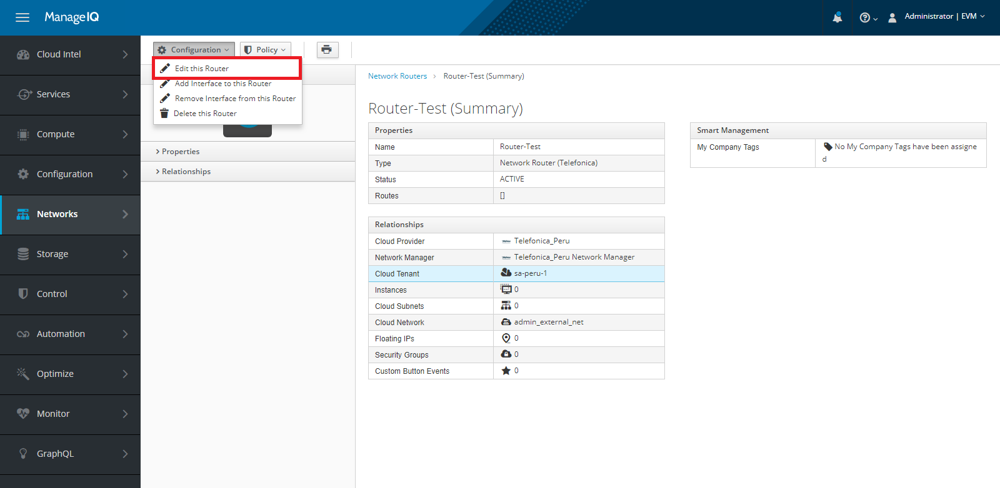 ManageIQ
Administrator | EVM
Cloud Intel
Services
Compute
Configuration
Networks
Storage
Control
Automation
Optimize
Monitor
GraphQL
Configuration
Policy
Edit this Router
Add Interface to this Router
Remove Interface from this Router
Delete this Router
Properties
Relationships
Network Routers > Router-Test (Summary)
Router-Test (Summary)
Properties
Name Router-Test
Type Network Router (Telefonica)
Status ACTIVE
Routes []
Relationships
Cloud Provider Telefonica_Peru
Network Manager Telefonica_Peru Network Manager
Cloud Tenant sa-peru-1
Instances 0
Cloud Subnets 0
Cloud Network admin_external_net
Floating IPs 0
Security Groups 0
Custom Button Events 0
Smart Management
My Company Tags No My Company Tags have been assigne
d